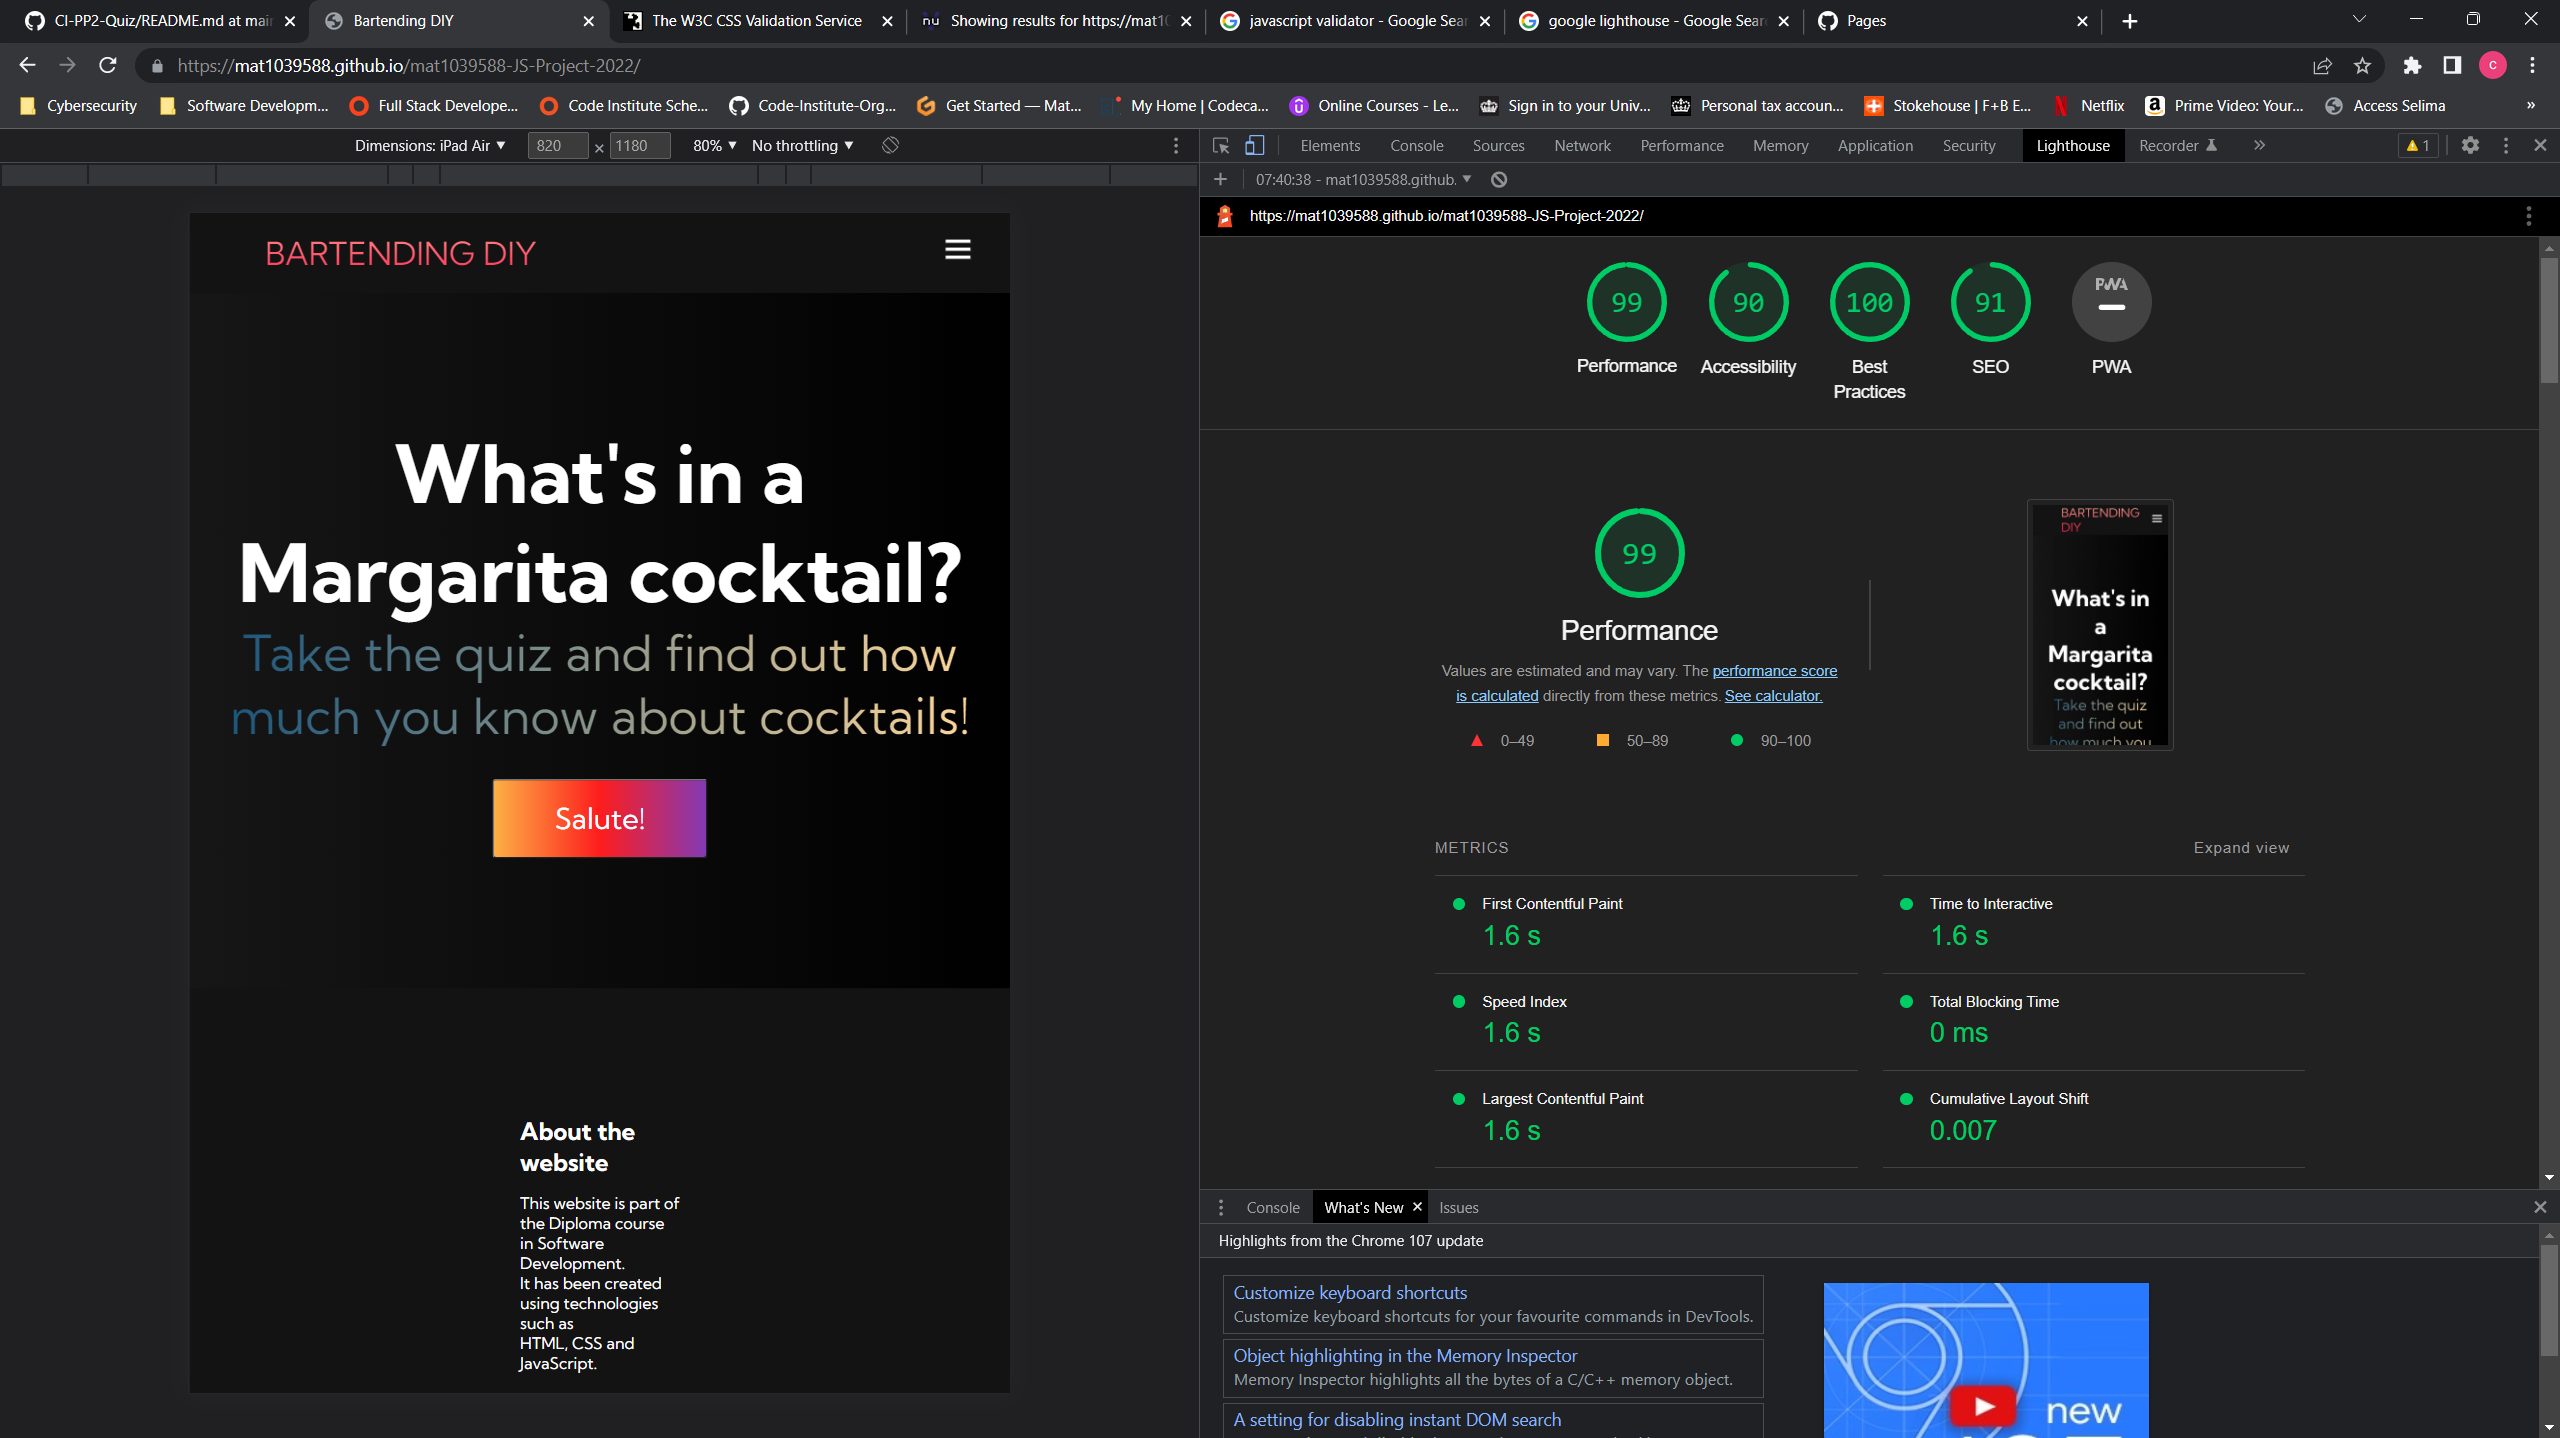 CI-PP2-Quiz/README.md at mai
Bartending DIY
The W3C CSS Validation Service
Showing results for https://mat10
javascript validator - Google Sear
google lighthouse - Google Sear
Pages
https://mat1039588.github.io/mat1039588-JS-Project-2022/
C
Cybersecurity
Software Developm...
Full Stack Develope...
Code Institute Sche...
Code-Institute-Org...
Get Started — Mat...
My Home | Codeca...
Online Courses - Le...
Sign in to your Univ...
Personal tax accoun...
Stokehouse | F+B E...
Netflix
Prime Video: Your...
Access Selima
»
Dimensions: iPad Air
820
×
1180
80%
No throttling
Elements
Console
Sources
Network
Performance
Memory
Application
Security
Lighthouse
Recorder
»
1
07:40:38 - mat1039588.github.
https://mat1039588.github.io/mat1039588-JS-Project-2022/
BARTENDING DIY
What's in a
Margarita cocktail?
Take the quiz and find out how
much you know about cocktails!
Salute!
About the
website
This website is part of
the Diploma course
in Software
Development.
It has been created
using technologies
such as
HTML, CSS and
JavaScript.
99
Performance
90
Accessibility
100
Best
Practices
91
SEO
PWA
PWA
99
Performance
Values are estimated and may vary. The performance score
is calculated directly from these metrics. See calculator.
0–49
50–89
90–100
BARTENDING
DIY
What's in
a
Margarita
cocktail?
Take the quiz
and find out
how much you
METRICS
Expand view
First Contentful Paint
1.6 s
Time to Interactive
1.6 s
Speed Index
1.6 s
Total Blocking Time
0 ms
Largest Contentful Paint
1.6 s
Cumulative Layout Shift
0.007
Console
What's New
Issues
Highlights from the Chrome 107 update
Customize keyboard shortcuts
Customize keyboard shortcuts for your favourite commands in DevTools.
Object highlighting in the Memory Inspector
Memory Inspector highlights all the bytes of a C/C++ memory object.
A setting for disabling instant DOM search
new